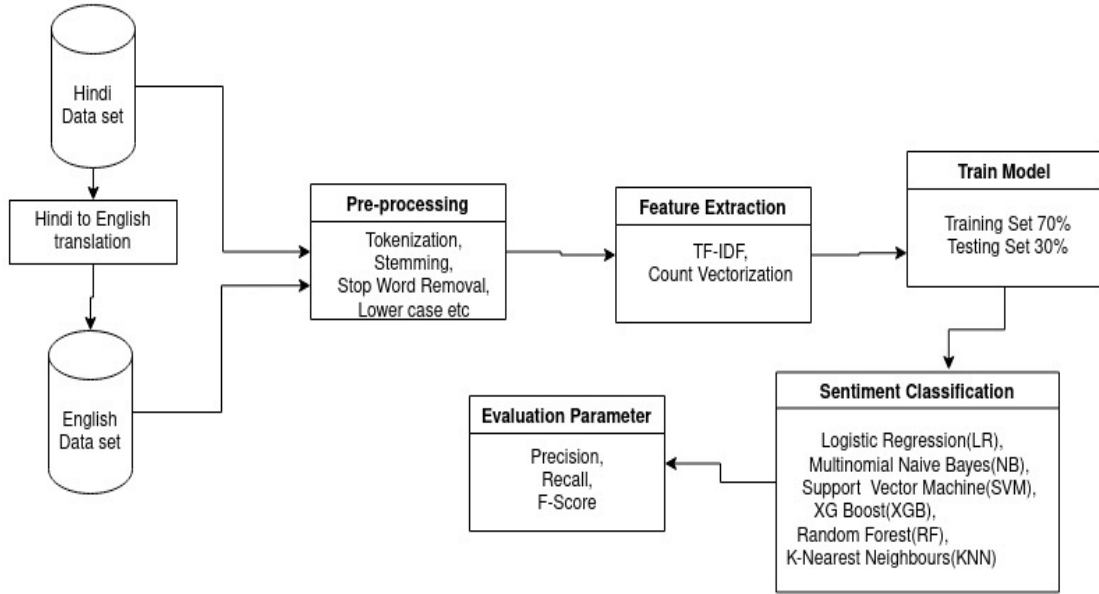 Hindi
Data set
Hindi to English
translation
English
Data set
Pre-processing
Tokenization,
Stemming,
Stop Word Removal,
Lower case etc
Feature Extraction
TF-IDF,
Count Vectorization
Train Model
Training Set 70%
Testing Set 30%
Sentiment Classification
Logistic Regression(LR),
Multinomial Naive Bayes(NB),
Support Vector Machine(SVM),
XG Boost(XGB),
Random Forest(RF),
K-Nearest Neighbours(KNN)
Evaluation Parameter
Precision,
Recall,
F-Score